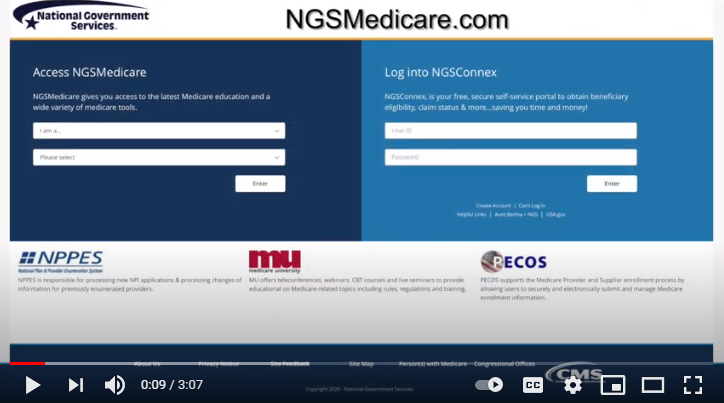 National Government
Services.
NGSMedicare.com
Access NGSMedicare
NGSMedicare gives you access to the latest Medicare education and a
wide variety of medicare tools.
I am a...
Please select
Enter
Log into NGSConnex
NGSConnex, is your free, secure self-service portal to obtain beneficiary
eligibility, claim status & more...saving you time and money!
User ID
Password
Enter
Create Account | Can't Log In
Helpful Links | Aunt Bertha + NGS | USA.gov
NPPES
National Plan & Provider Enumeration System
NPPES is responsible for processing new NPI applications & processing changes of
information for previously enumerated providers.
mu
medicare university
MU offers teleconferences, webinars, CBT courses and live seminars to provide
educational on Medicare-related topics including rules, regulations and training.
PECOS
PECOS supports the Medicare Provider and Supplier enrollment process by
allowing users to securely and electronically submit and manage Medicare
enrollment information.
About Us Privacy Notice Site Feedback Site Map Person(s) with Medicare Congressional Offices
CMS
Copyright 2020 - National Government Services
0:09 / 3:07
CC